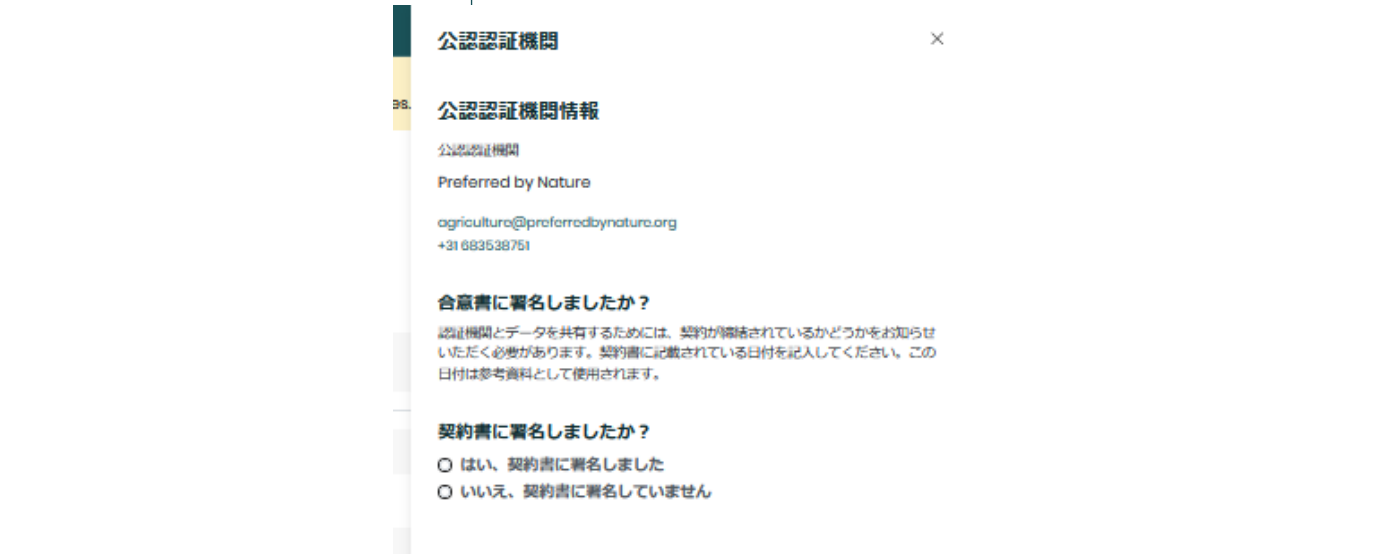 公認認証機関
es.
公認認証機関情報
公認認証機関
Preferred by Nature
agriculture@preferredbynature.org
+31 683538751
合意書に署名しましたか？
認証機関とデータを共有するためには、契約が締結されているかどうかをお知らせ
いただく必要があります。契約書に記載されている日付を記入してください。この
日付は参考資料として使用されます。
契約書に署名しましたか？
はい、契約書に署名しました
いいえ、契約書に署名していません